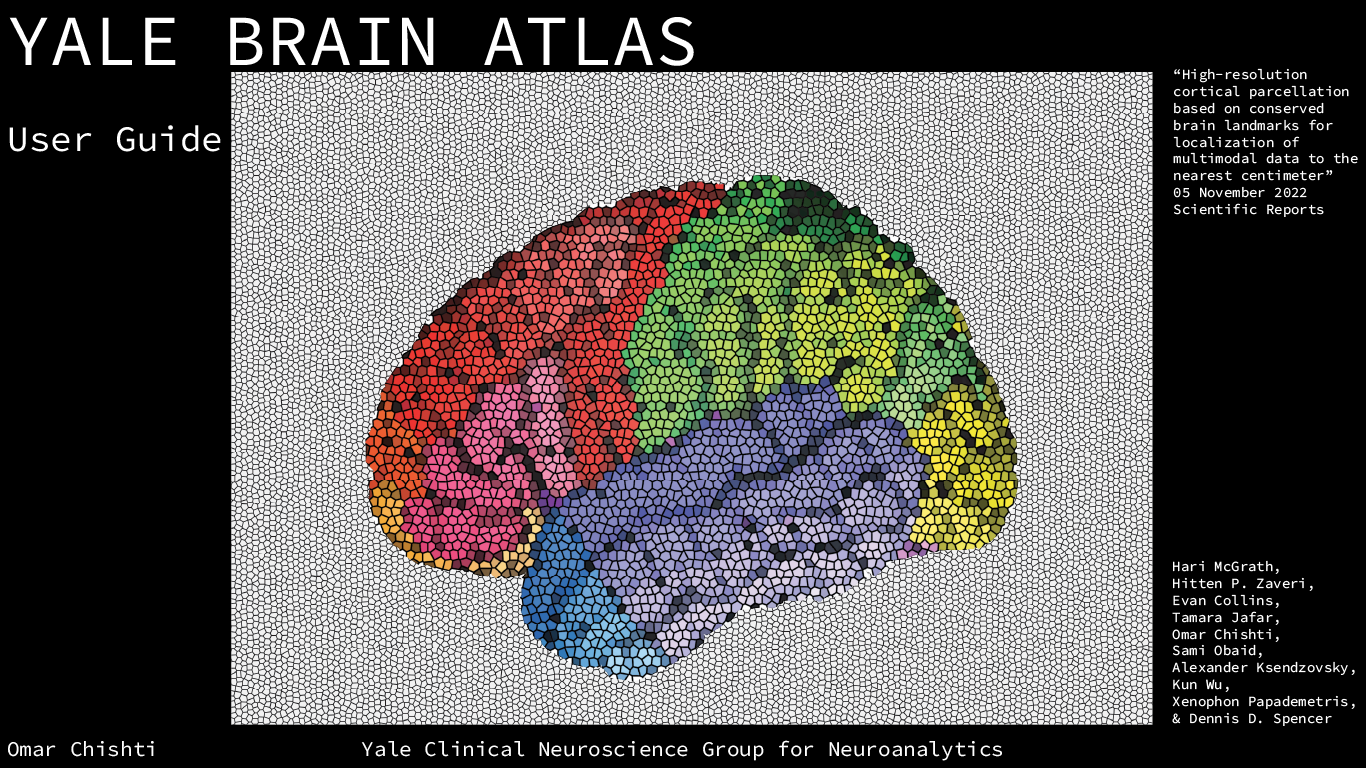 YALE BRAIN ATLAS
User Guide
“High-resolution
cortical parcellation
based on conserved
brain landmarks for
localization of
multimodal data to the
nearest centimeter”
05 November 2022
Scientific Reports
Hari McGrath,
Hitten P. Zaveri,
Evan Collins,
Tamara Jafar,
Omar Chishti,
Sami Obaid,
Alexander Ksendzovsky,
Kun Wu,
Xenophon Papademetris,
& Dennis D. Spencer
Omar Chishti
Yale Clinical Neuroscience Group for Neuroanalytics